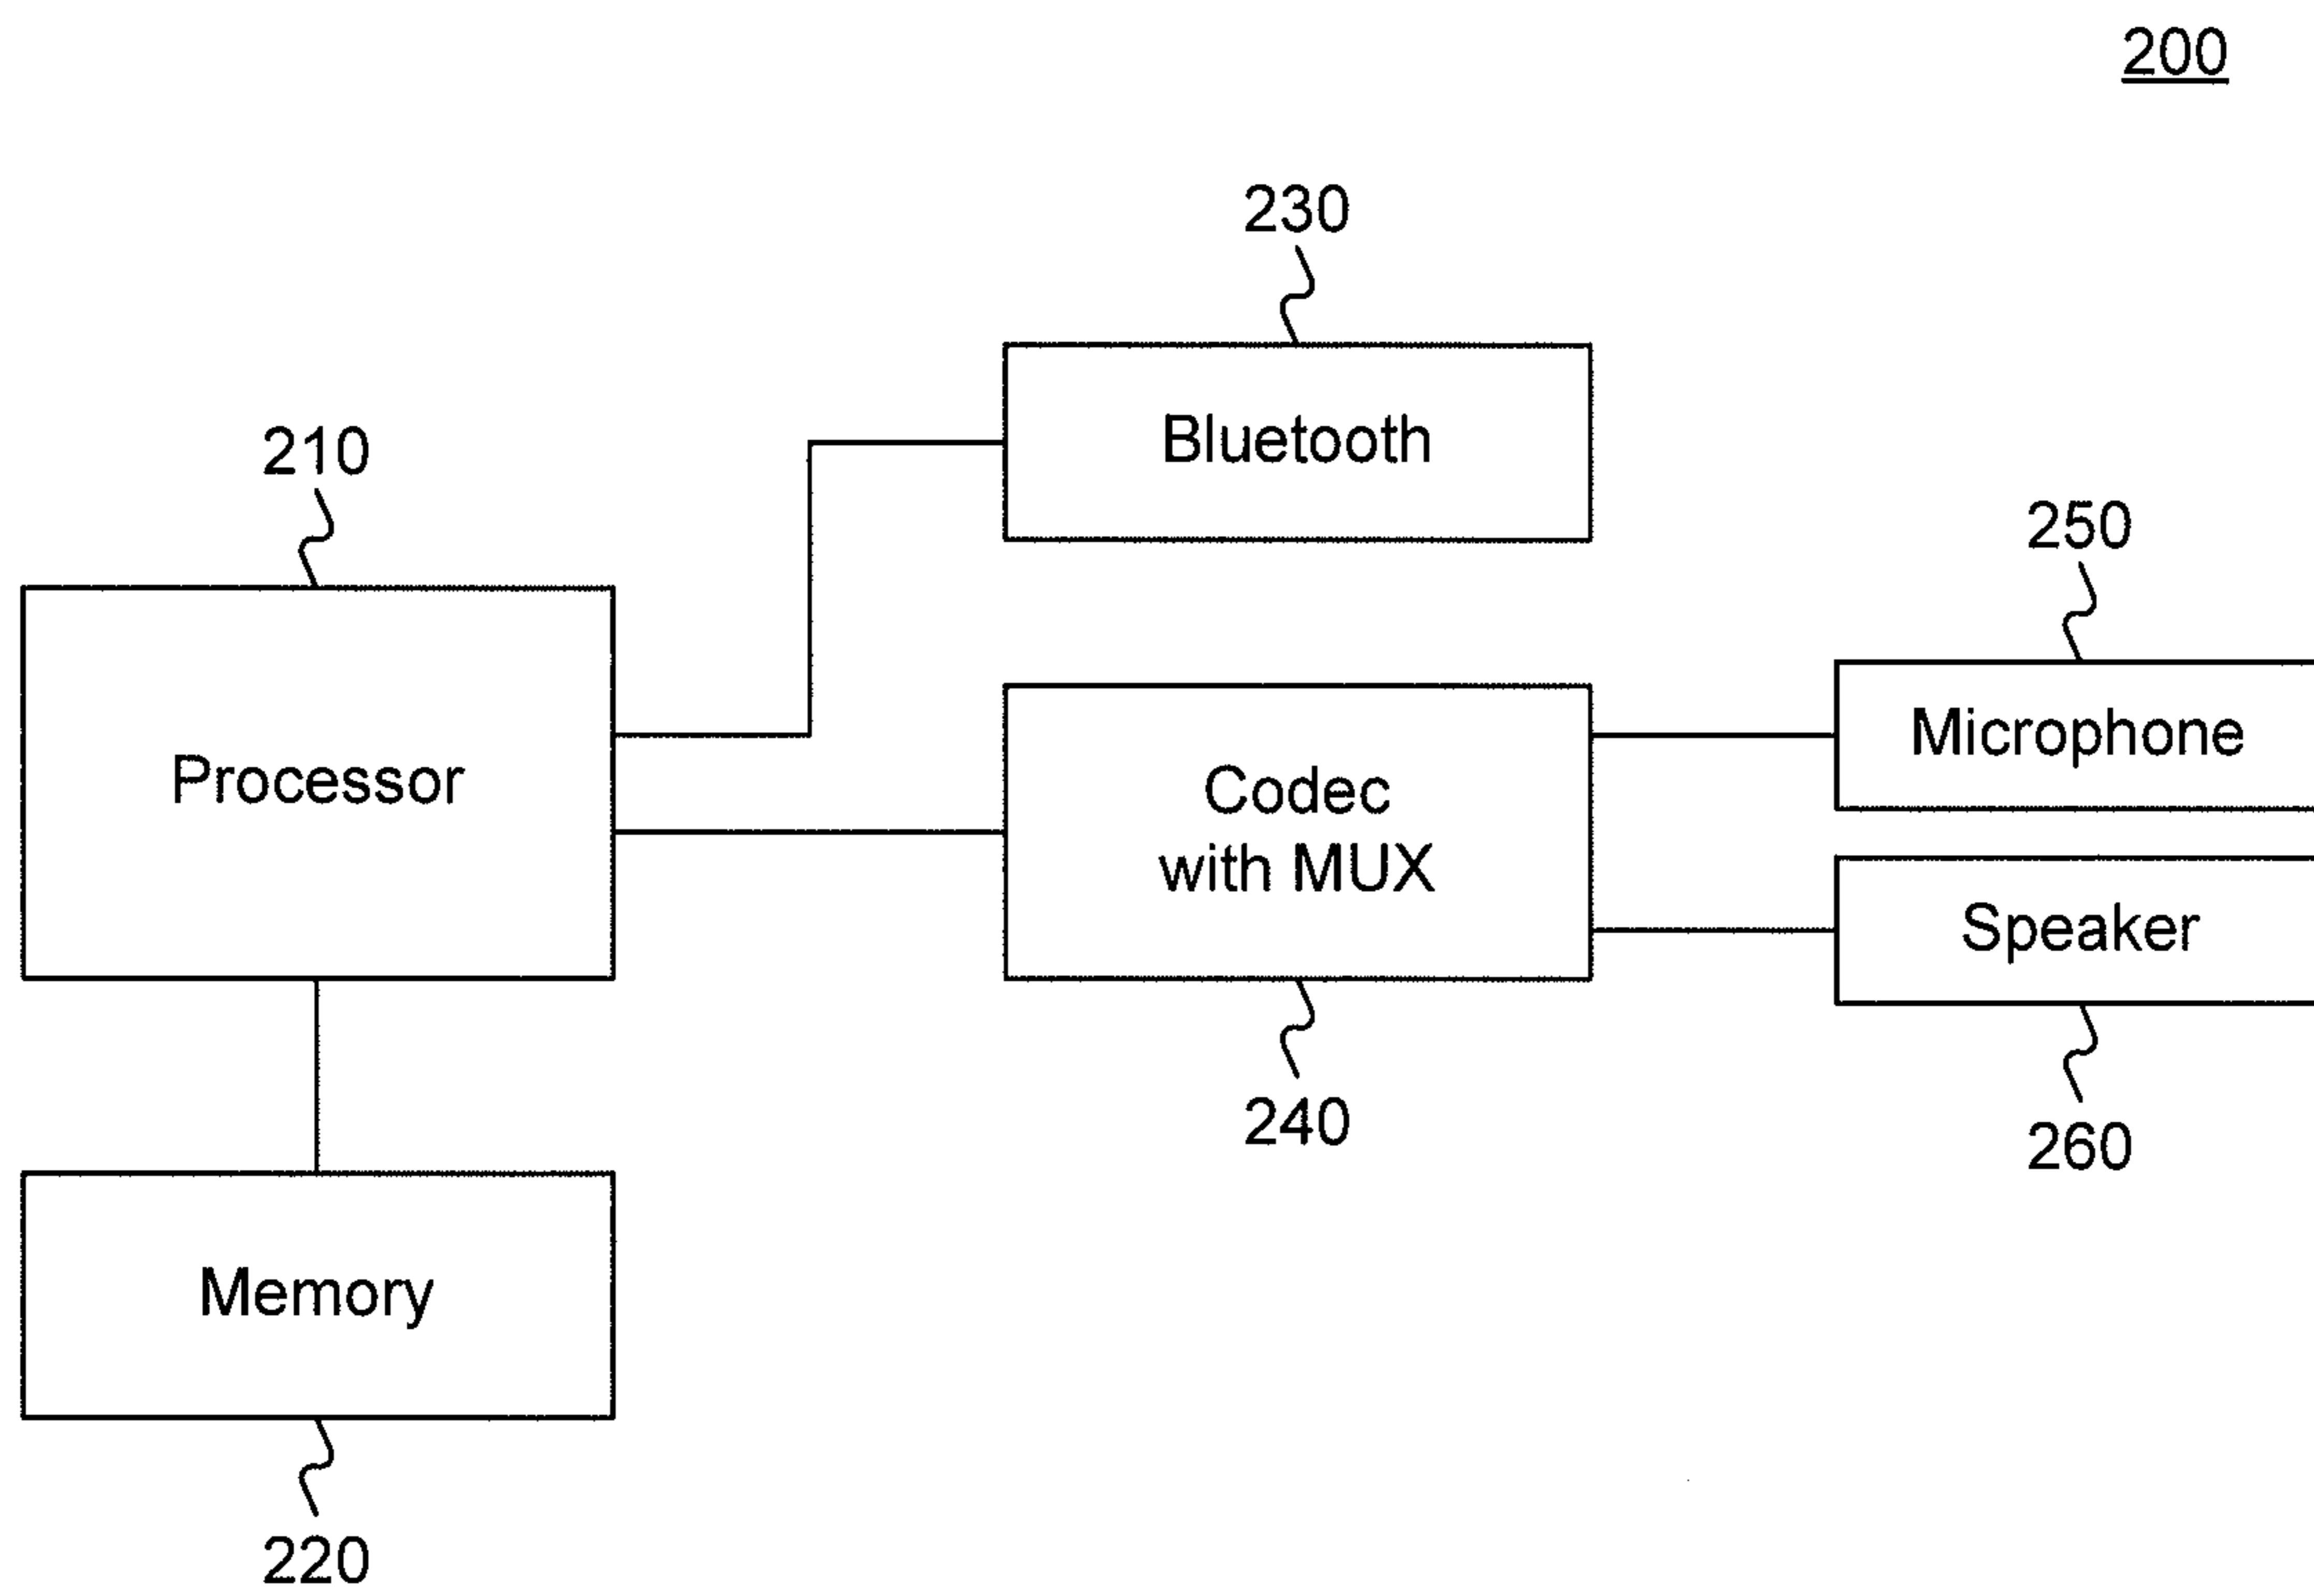 200
230
Bluetooth
210
250
Microphone
Processor
Codec
with MUX
Speaker
240
260
Memory
220